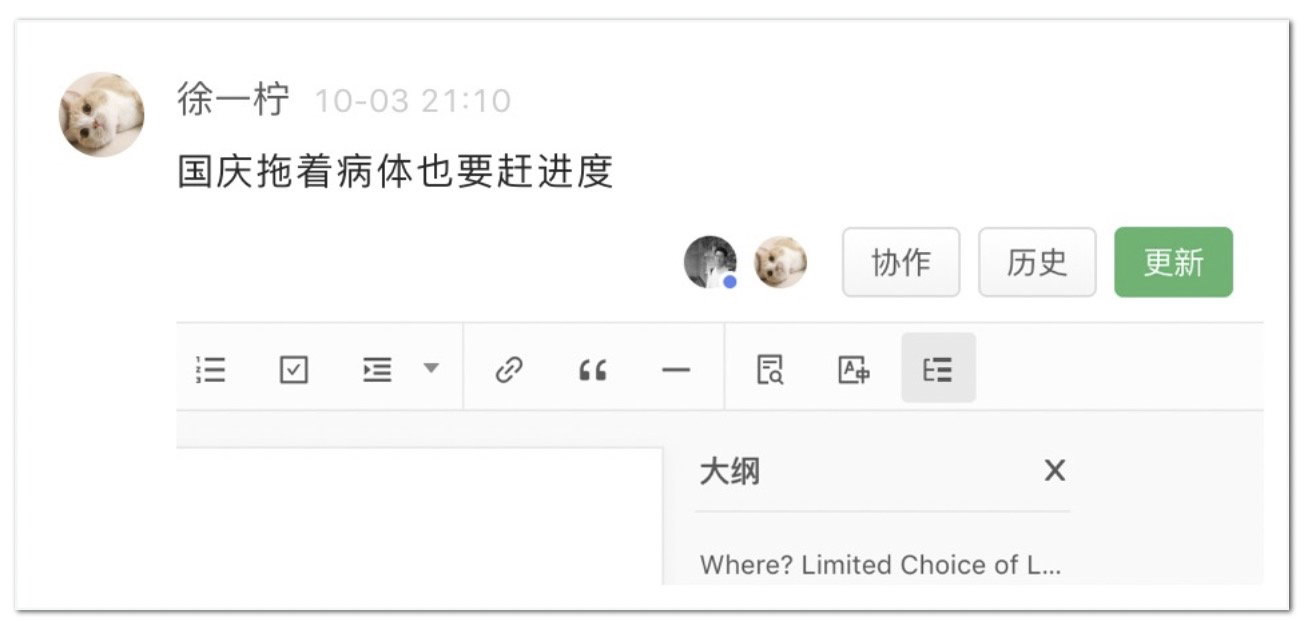 徐一柠 10-03 21:10
国庆拖着病体也要赶进度
协作 历史 更新
大纲 X
Where? Limited Choice of L...